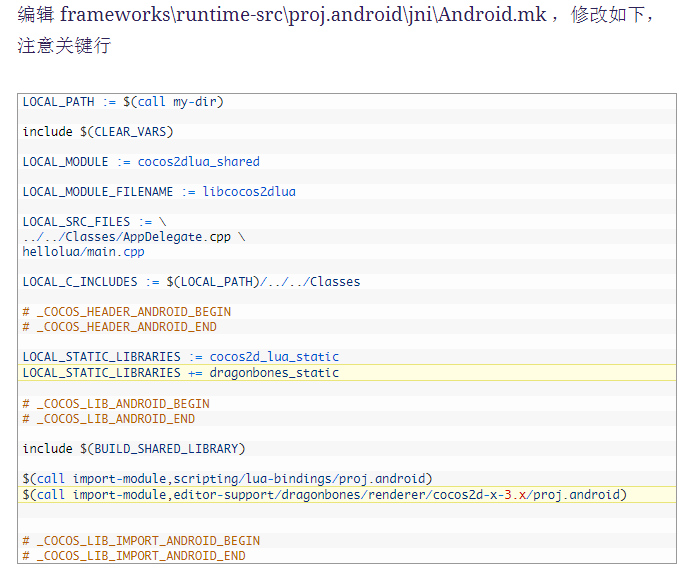 编辑 frameworks\runtime-src\proj.android\jni\Android.mk ，修改如下，
注意关键行
LOCAL_PATH := $(call my-dir)
include $(CLEAR_VARS)
LOCAL_MODULE := cocos2dlua_shared
LOCAL_MODULE_FILENAME := libcocos2dlua
LOCAL_SRC_FILES := \
../../Classes/AppDelegate.cpp \
hellolua/main.cpp
LOCAL_C_INCLUDES := $(LOCAL_PATH)/../../Classes
# _COCOS_HEADER_ANDROID_BEGIN
# _COCOS_HEADER_ANDROID_END
LOCAL_STATIC_LIBRARIES := cocos2d_lua_static
LOCAL_STATIC_LIBRARIES += dragonbones_static
# _COCOS_LIB_ANDROID_BEGIN
# _COCOS_LIB_ANDROID_END
include $(BUILD_SHARED_LIBRARY)
$(call import-module,scripting/lua-bindings/proj.android)
$(call import-module,editor-support/dragonbones/renderer/cocos2d-x-3.x/proj.android)
# _COCOS_LIB_IMPORT_ANDROID_BEGIN
# _COCOS_LIB_IMPORT_ANDROID_END